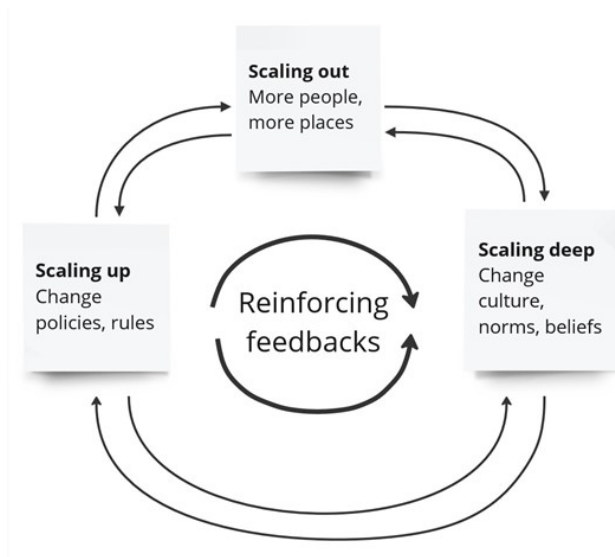 Scaling out
More people,
more places
Scaling up
Change
policies, rules
Reinforcing
feedbacks
Scaling deep
Change
culture,
norms, beliefs